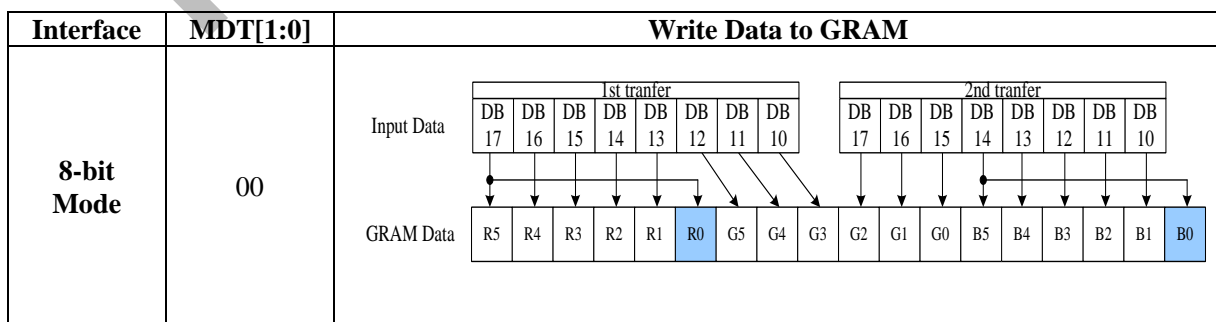 Interface MDT[1:0] Write Data to GRAM
1st tranfer 2nd tranfer
Input Data DB DB DB DB DB DB DB DB DB DB DB DB DB DB DB DB
17 16 15 14 13 12 11 10 17 16 15 14 13 12 11 10
8-bit
Mode
00
GRAM Data R5 R4 R3 R2 R1 R0 G5 G4 G3 G2 G1 G0 B5 B4 B3 B2 B1 B0